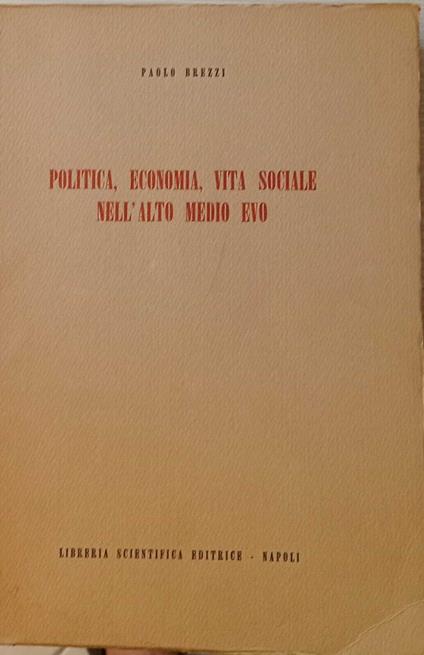 PAOLO BREZZI
POLITICA, ECONOMIA, VITA SOCIALE
NELL'ALTO MEDIO EVO
LIBRERIA SCIENTIFICA EDITRICE - NAPOLI